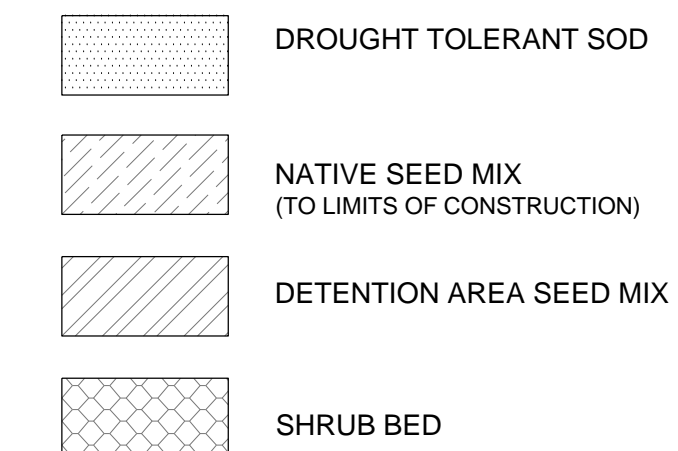 DROUGHT TOLERANT SOD
NATIVE SEED MIX
(TO LIMITS OF CONSTRUCTION)
DETENTION AREA SEED MIX
SHRUB BED